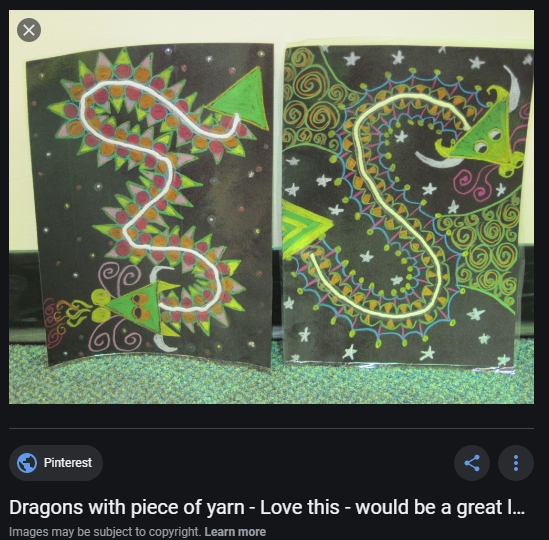 Pinterest
Dragons with piece of yarn - Love this - would be a great l...
Images may be subject to copyright. Learn more